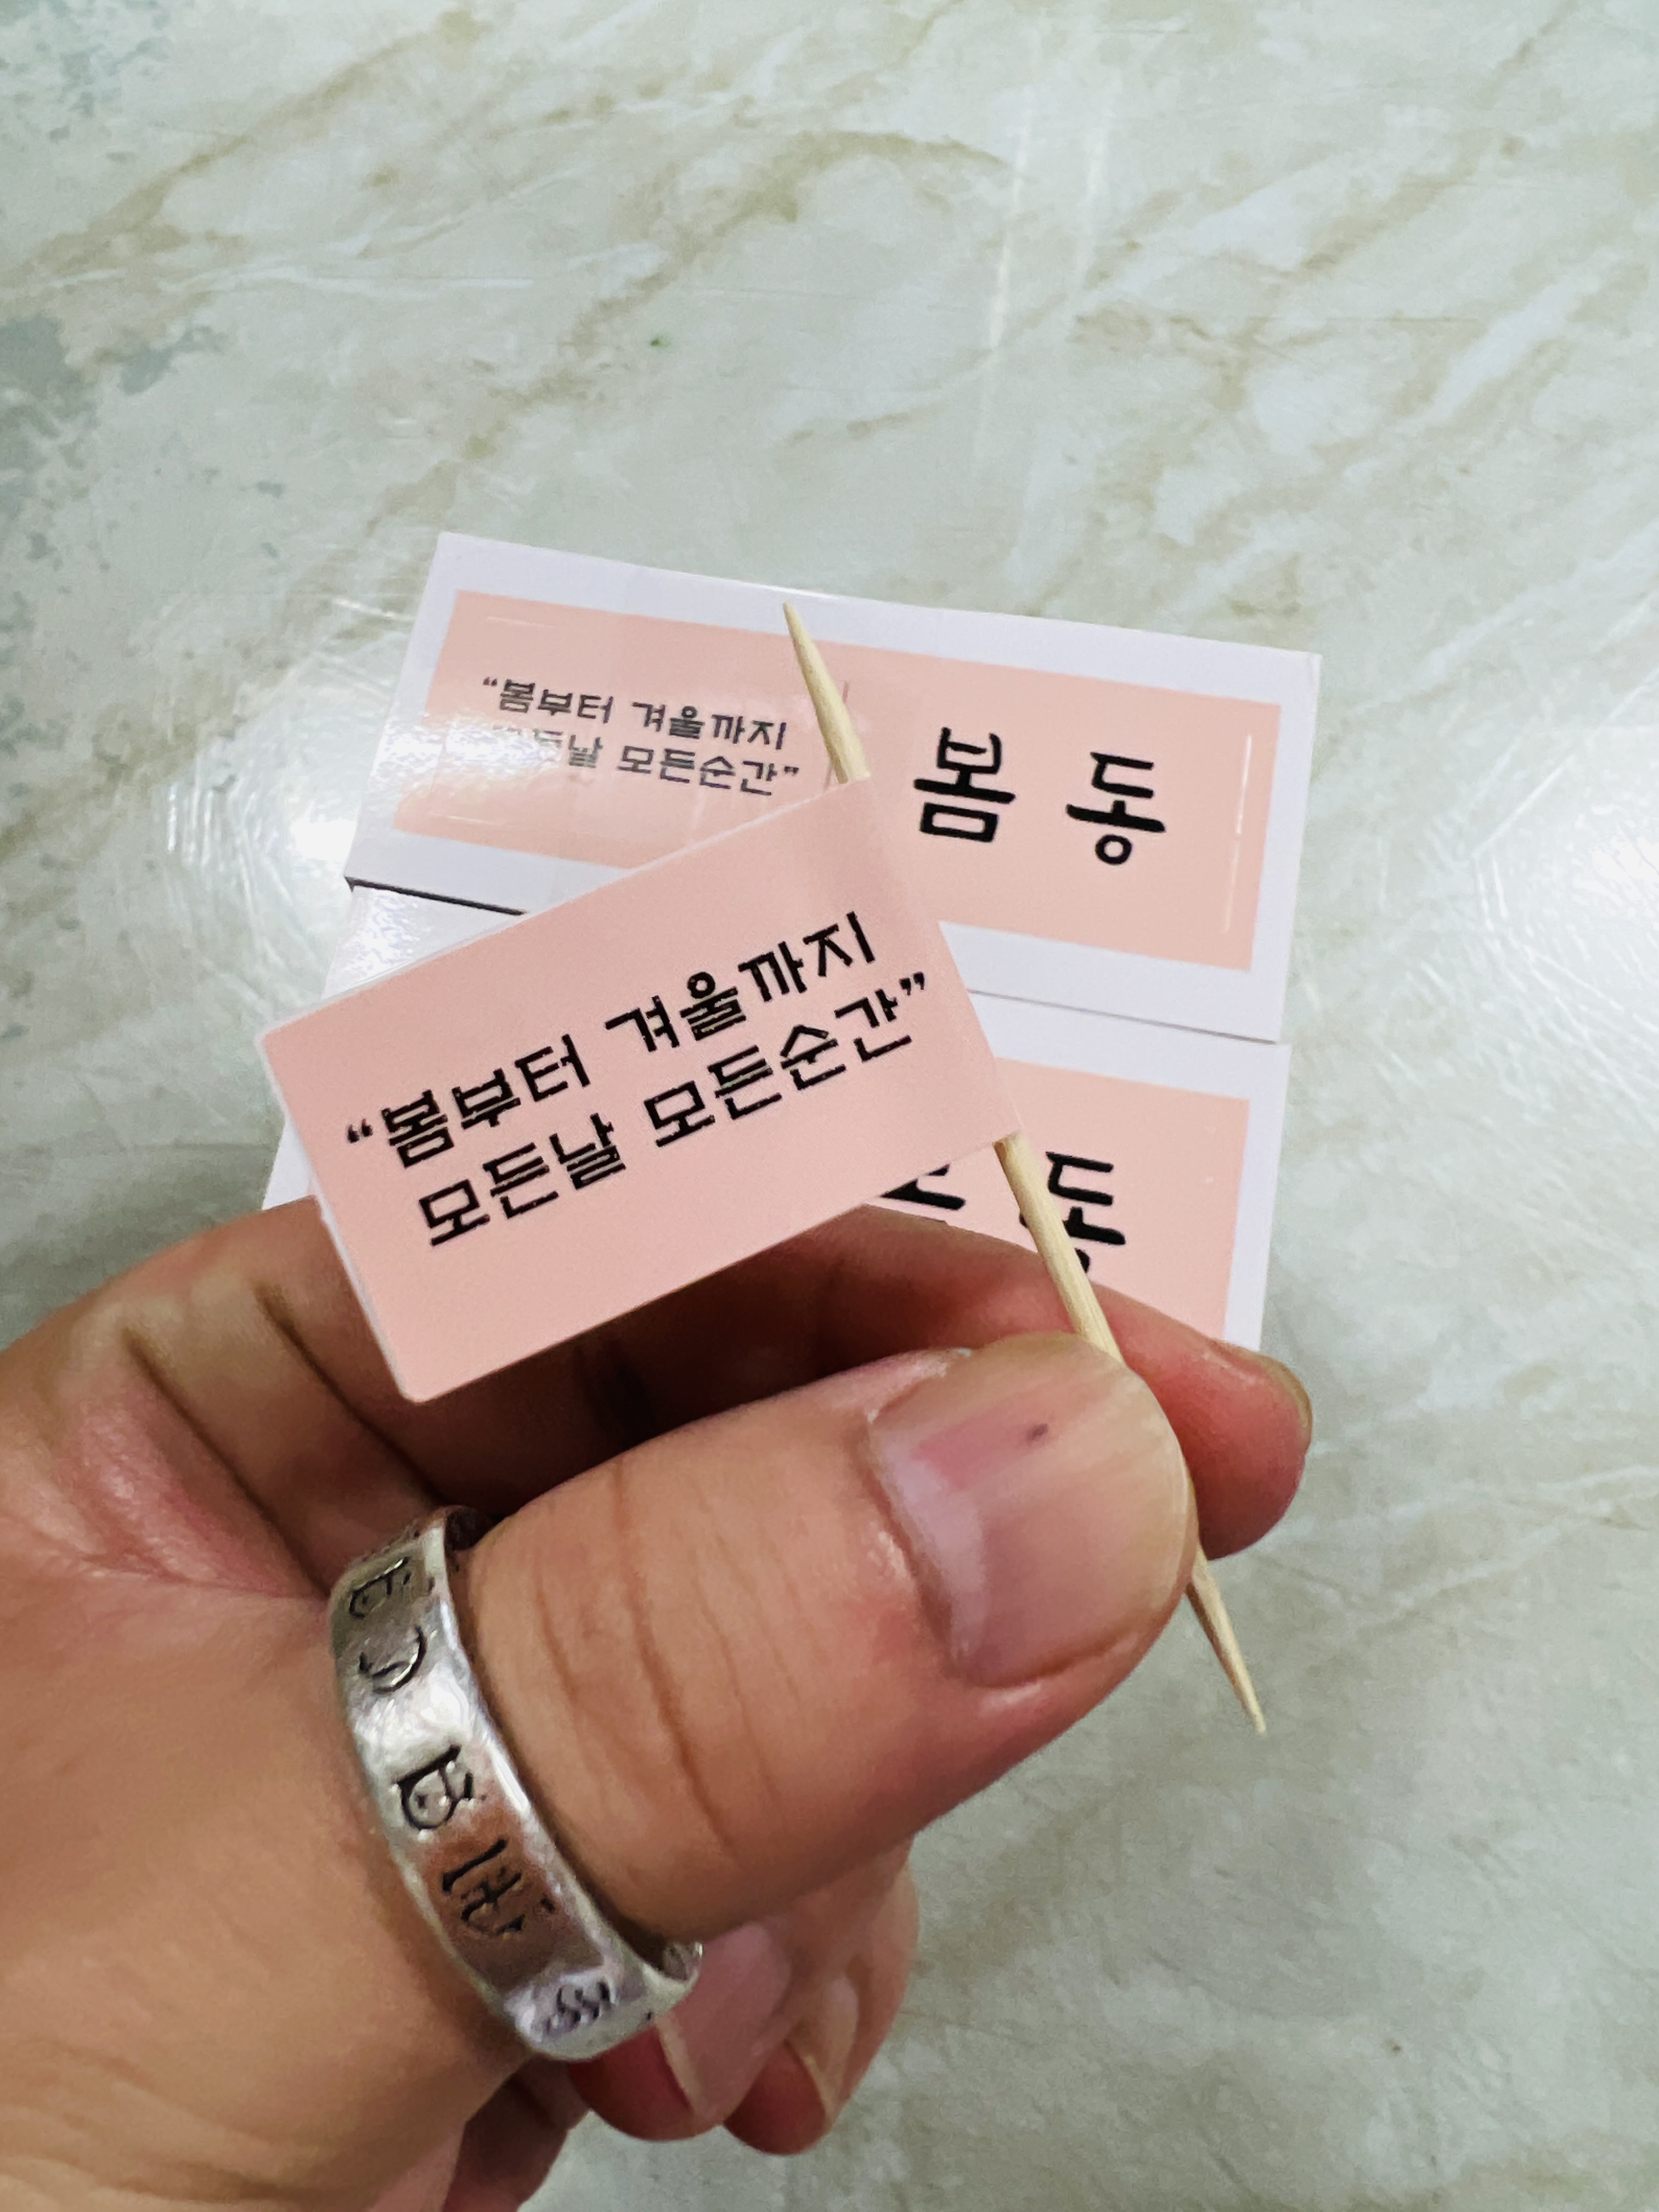 “봄부터 겨울까지
모든날 모든순간”
봄 동
“봄부터 겨울까지
모든날 모든순간”
동